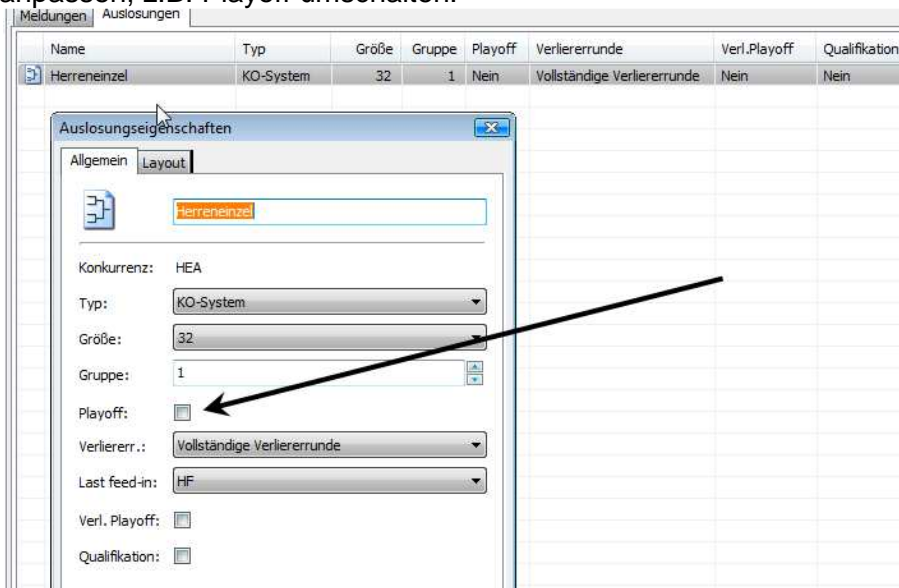 anpassen, z.B. Playoff umschalten.
Meldungen Auslosungen
Name Typ Größe Gruppe Playoff Verliererrunde Verl.Playoff Qualifikation
Herreneinzel KO-System 32 1 Nein Vollständige Verliererrunde Nein Nein
Auslosungseigenschaften
Allgemein Layout
Herreneinzel
Konkurrenz: HEA
Typ: KO-System
Größe: 32
Gruppe: 1
Playoff:
Verliererr.: Vollständige Verliererrunde
Last feed-in: HF
Verl. Playoff:
Qualifikation: